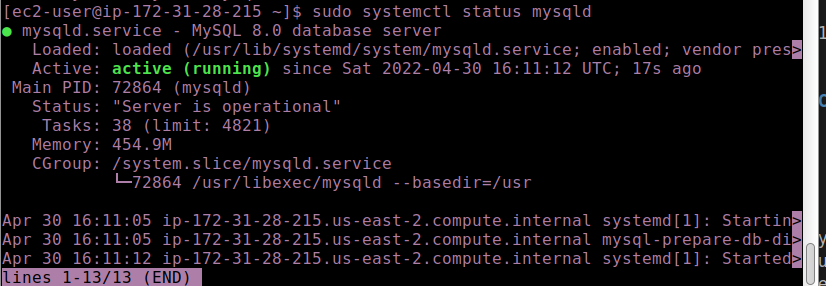 [ec2-user@ip-172-31-28-215 ~]$ sudo systemctl status mysqld
● mysqld.service - MySQL 8.0 database server
   Loaded: loaded (/usr/lib/systemd/system/mysqld.service; enabled; vendor pres>
   Active: active (running) since Sat 2022-04-30 16:11:12 UTC; 17s ago
 Main PID: 72864 (mysqld)
   Status: "Server is operational"
    Tasks: 38 (limit: 4821)
   Memory: 454.9M
   CGroup: /system.slice/mysqld.service
           └─72864 /usr/libexec/mysqld --basedir=/usr
Apr 30 16:11:05 ip-172-31-28-215.us-east-2.compute.internal systemd[1]: Startin>
Apr 30 16:11:05 ip-172-31-28-215.us-east-2.compute.internal mysql-prepare-db-di>
Apr 30 16:11:12 ip-172-31-28-215.us-east-2.compute.internal systemd[1]: Started>
lines 1-13/13 (END)